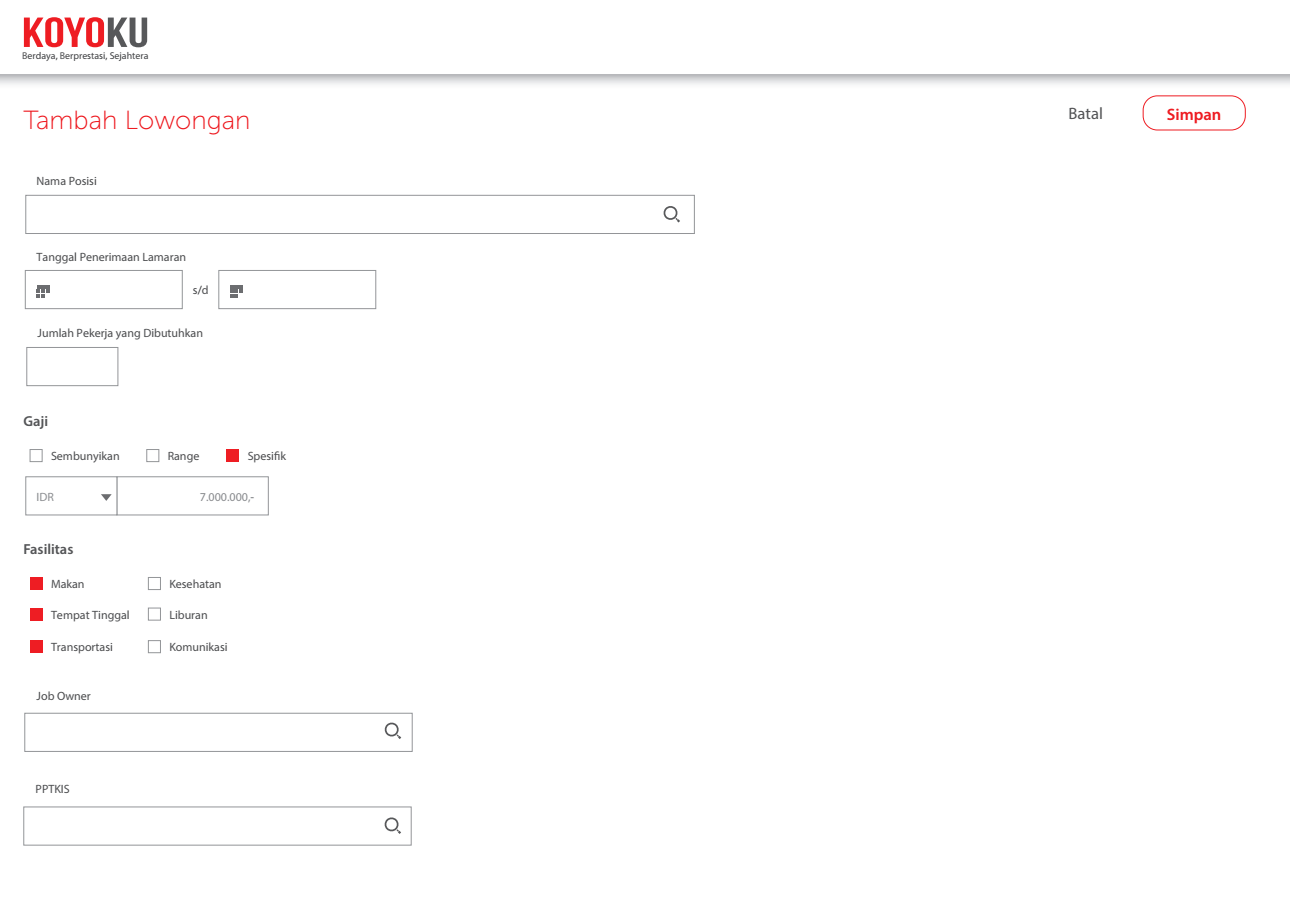 KOYOKU
Berdaya, Berprestasi, Sejahtera
Tambah Lowongan
Batal
Simpan
Nama Posisi
Tanggal Penerimaan Lamaran
s/d
Jumlah Pekerja yang Dibutuhkan
Gaji
Sembunyikan Range Spesifik
IDR 7.000.000,-
Fasilitas
Makan Kesehatan
Tempat Tinggal Liburan
Transportasi Komunikasi
Job Owner
PPTKIS